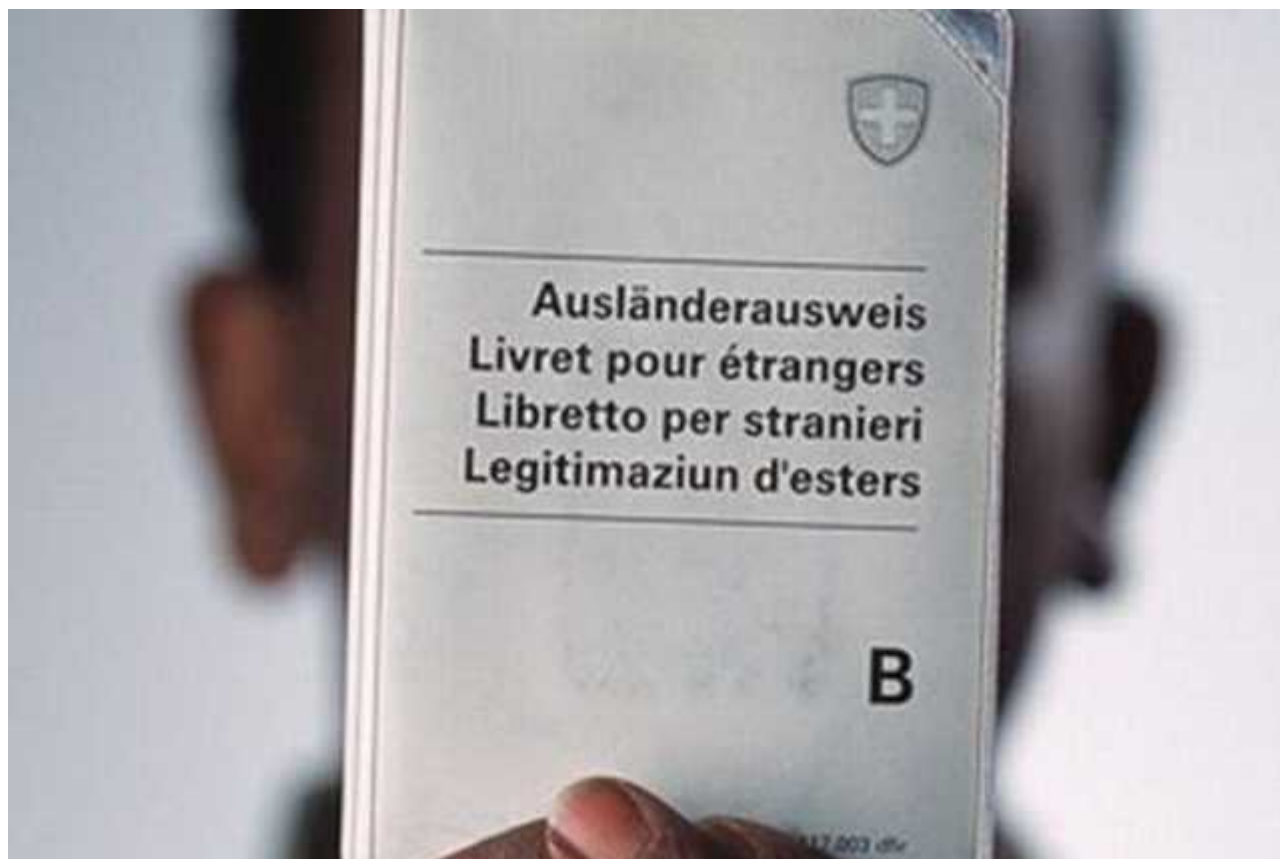 Ausländerausweis
Livret pour étrangers
Libretto per stranieri
Legitimaziun d'esters
B